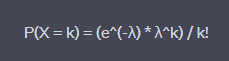 P(X = k) = (e^(-λ) * λ^k) / k!